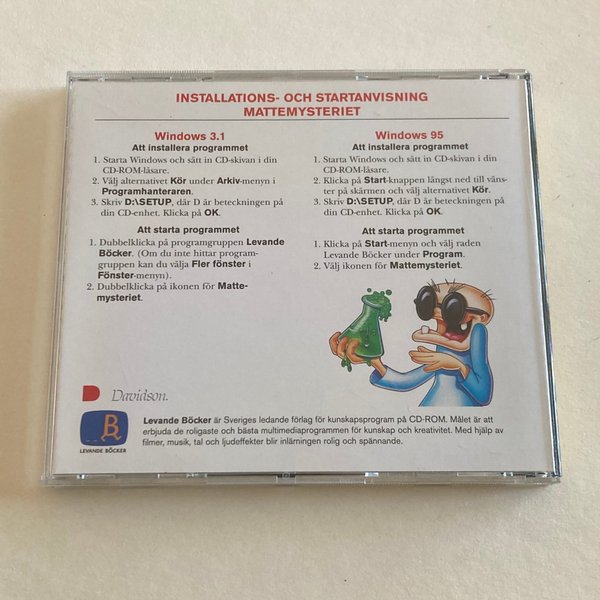 INSTALLATIONS- OCH STARTANVISNING
MATTEMYSTERIET
Windows 3.1
Att installera programmet
1. Starta Windows och sätt in CD-skivan i din
CD-ROM-läsare.
2. Välj alternativet Kör under Arkiv-menyn i
Programhanteraren.
3. Skriv D:\SETUP, där D är beteckningen på
din CD-enhet. Klicka på OK.
Att starta programmet
1. Dubbelklicka på programgruppen Levande
Böcker. (Om du inte hittar program-
gruppen kan du välja Fler fönster i
Fönster-menyn).
2. Dubbelklicka på ikonen för Matte-
mysteriet.
Windows 95
Att installera programmet
1. Starta Windows och sätt in CD-skivan i din
CD-ROM-läsare.
2. Klicka på Start-knappen längst ned till väns-
ter på skärmen och välj alternativet Kör.
3. Skriv D:\SETUP, där D är beteckningen på
din CD-enhet. Klicka på OK.
Att starta programmet
1. Klicka på Start-menyn och välj raden
Levande Böcker under Program.
2. Välj ikonen för Mattemysteriet.
Davidson.
LEVANDE BÖCKER
Levande Böcker är Sveriges ledande förlag för kunskapsprogram på CD-ROM. Målet är att
erbjuda de roligaste och bästa multimediaprogrammen för kunskap och kreativitet. Med hjälp av
filmer, musik, tal och ljudeffekter blir inlärningen rolig och spännande.